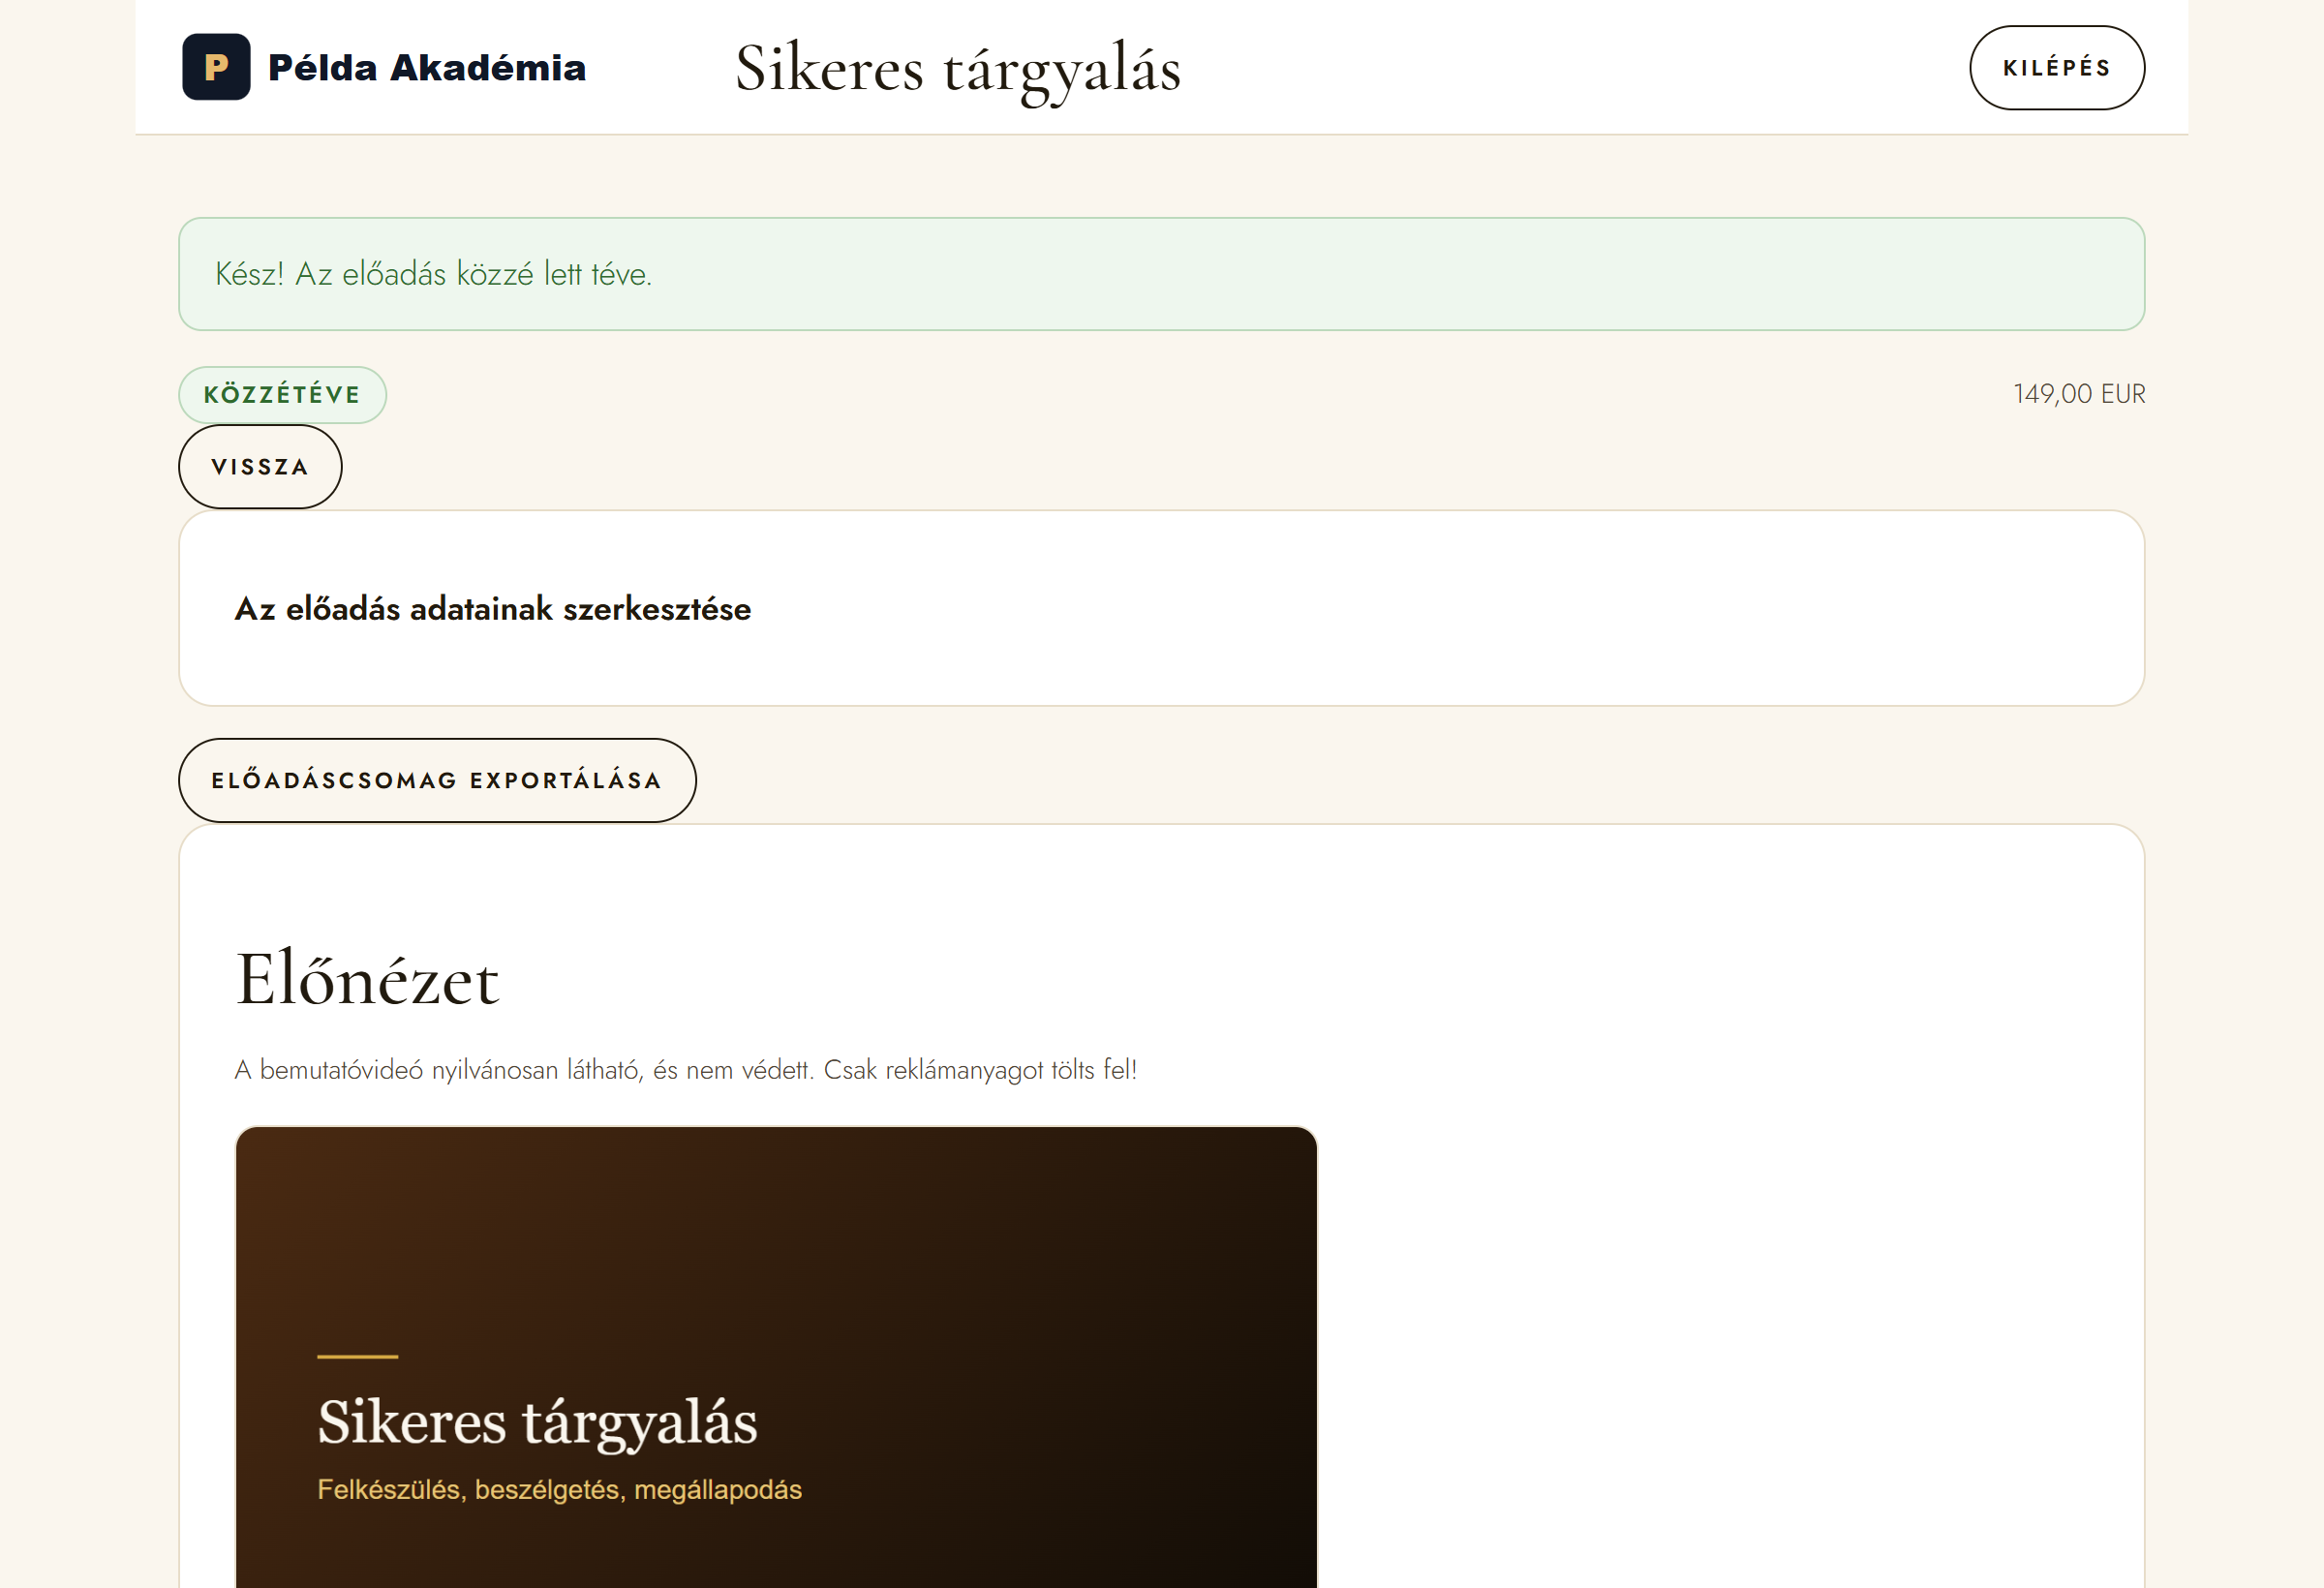 P Példa Akadémia
Sikeres tárgyalás
KILÉPÉS
Kész! Az előadás közzé lett téve.
KÖZZÉTÉVE
149,00 EUR
VISSZA
Az előadás adatainak szerkesztése
ELŐADÁSCSOMAG EXPORTÁLÁSA
Előnézet
A bemutatóvideó nyilvánosan látható, és nem védett. Csak reklámanyagot tölts fel!
Sikeres tárgyalás
Felkészülés, beszélgetés, megállapodás